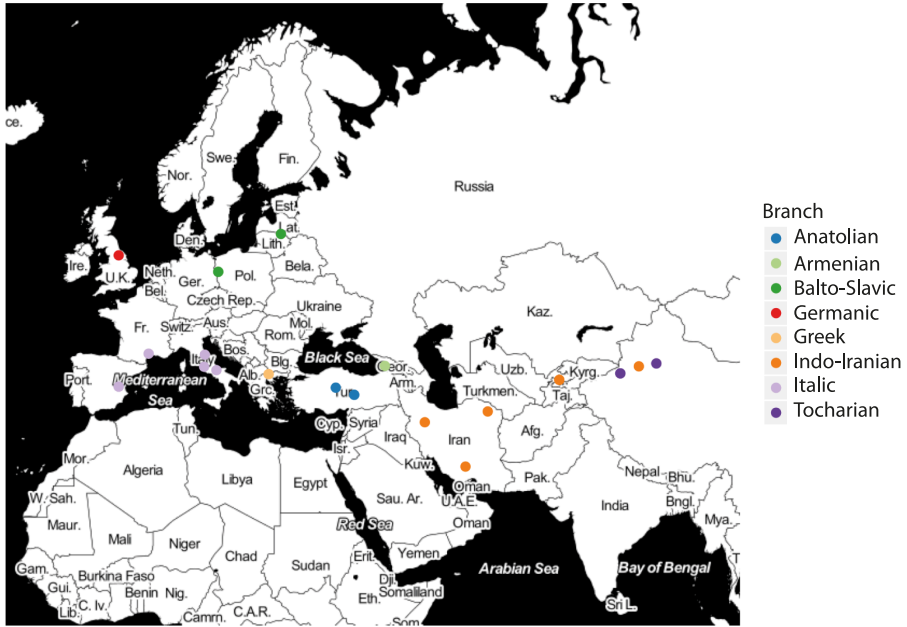 ce.
Nor.
Swe.
Fin.
Russia
Est.
Lat.
Lith.
Den.
Ire.
U.K.
Neth.
Bel.
Ger.
Pol.
Bela.
Czech Rep.
Ukraine
Kaz.
Fr.
Switz.
Aus.
Mol.
Rom.
Bos.
Italy
Black Sea
Geor.
Uzb.
Kyrg.
Blg.
Alb.
Grc.
Port.
Mediterranean
Sea
Tur.
Arm.
Turkmen.
Taj.
Tun.
Cyp.
Syria
Iraq
Iran
Afg.
Isr.
Mor.
Algeria
Libya
Egypt
Kuw.
Pak.
Nepal
Bhu.
W. Sah.
Sau. Ar.
Oman
U.A.E.
India
Bngl.
Mya.
Maur.
Mali
Niger
Red Sea
Oman
Chad
Sudan
Erit.
Yemen
Arabian Sea
Bay of Bengal
T
Gam.
Burkina Faso
Gui.
Benin
Nig.
Dji.
Somaliland
Lib.
C. Iv.
Eth.
Sri L.
Camrn.
C.A.R.
Som.
Branch
Anatolian
Armenian
Balto-Slavic
Germanic
Greek
Indo-Iranian
Italic
Tocharian